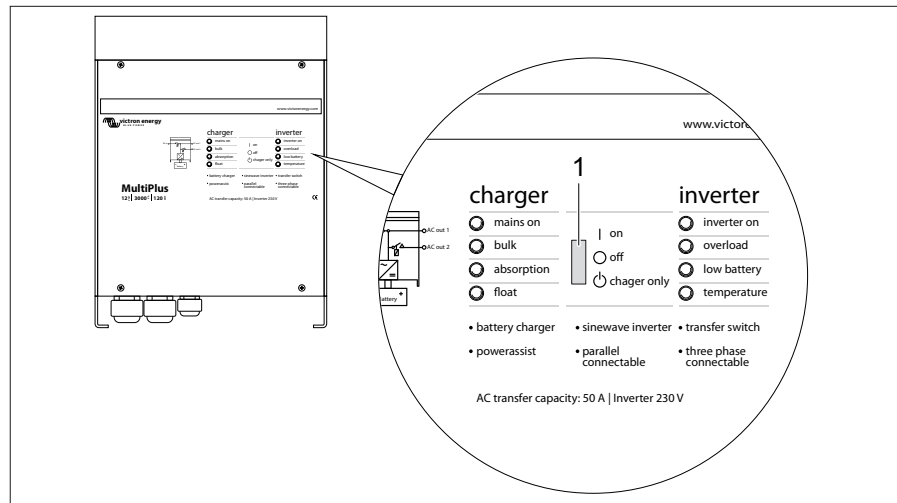 www.victronenergy.com
victron energy
charger
inverter
mains on
bulk
absorption
float
on
off
chager only
inverter on
overload
low battery
temperature
• battery charger
• sinewave inverter
• transfer switch
• powerassist
• parallel connectable
• three phase connectable
MultiPlus
12 | 3000 | 120
AC transfer capacity: 50 A | Inverter 230 V
CE
www.victor
1
charger
inverter
mains on
bulk
absorption
float
| on
off
chager only
inverter on
overload
low battery
temperature
AC out 1
AC out 2
attery
+
• battery charger
• sinewave inverter
• transfer switch
• powerassist
• parallel
connectable
• three phase
connectable
AC transfer capacity: 50 A | Inverter 230 V